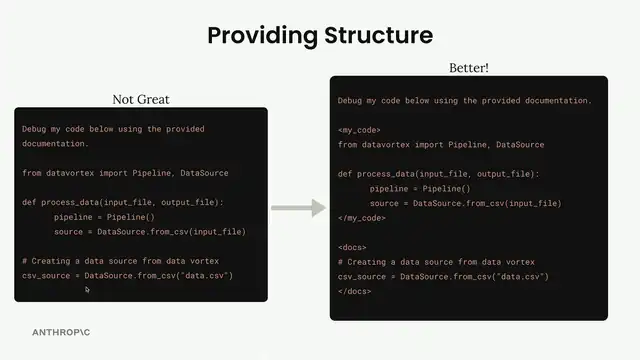 Providing Structure
Not Great
Debug my code below using the provided
documentation.
from datavortex import Pipeline, DataSource
def process_data(input_file, output_file):
pipeline = Pipeline()
source = DataSource.from_csv(input_file)
# Creating a data source from data vortex
csv_source = DataSource.from_csv("data.csv")
Better!
Debug my code below using the provided documentation.
<my_code>
from datavortex import Pipeline, DataSource
def process_data(input_file, output_file):
pipeline = Pipeline()
source = DataSource.from_csv(input_file)
</my_code>
<docs>
# Creating a data source from data vortex
csv_source = DataSource.from_csv("data.csv")
</docs>
ANTHROP\C